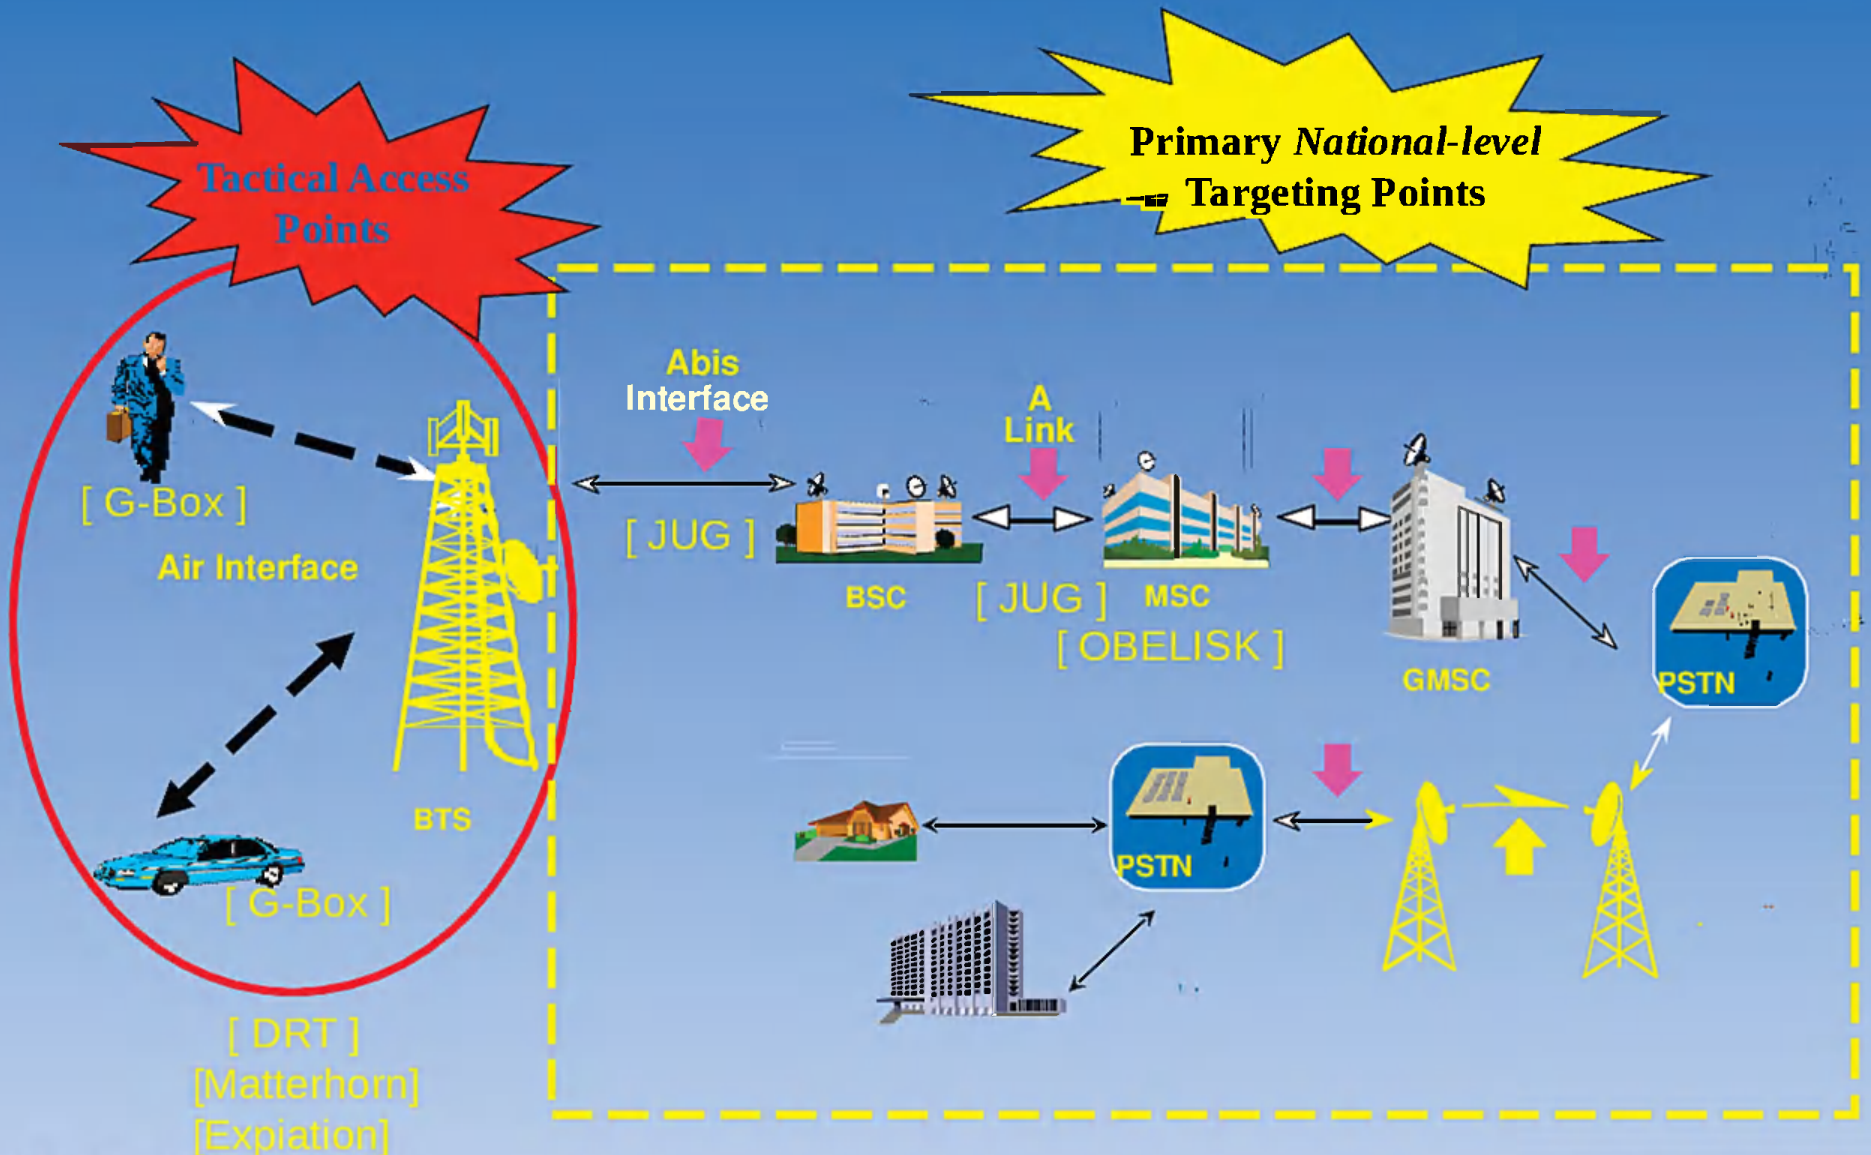 Tactical Access
Points
Primary National-level
Targeting Points
Abis
Interface
A
Link
[ G-Box ]
Air Interface
[ JUG ]
BSC
[ JUG ]
MSC
[ OBELISK ]
GMSC
PSTN
BTS
PSTN
[ G-Box ]
[ DRT ]
[Matterhorn]
[Expiation]